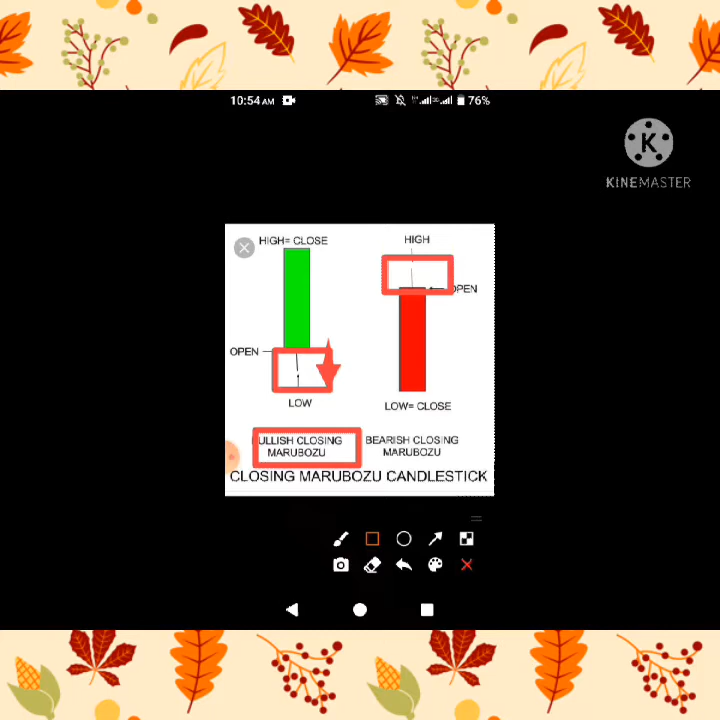 10:54 AM
76%
K
KINEMASTER
HIGH= CLOSE
HIGH
OPEN
OPEN
LOW
LOW= CLOSE
ULLISH CLOSING
MARUBOZU
BEARISH CLOSING
MARUBOZU
CLOSING MARUBOZU CANDLESTICK